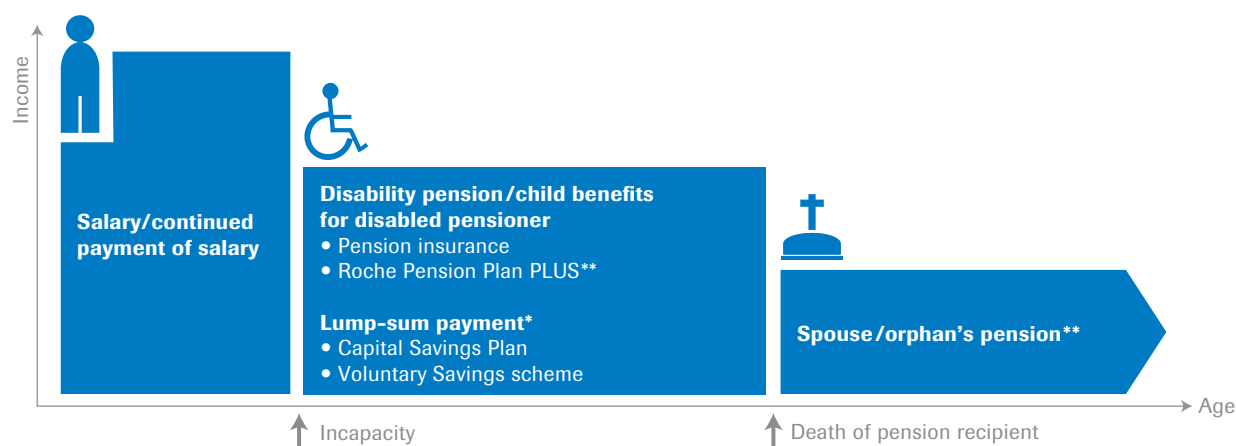 Income
Salary/continued
payment of salary
Disability pension/child benefits
for disabled pensioner
• Pension insurance
• Roche Pension Plan PLUS**
Lump-sum payment*
• Capital Savings Plan
• Voluntary Savings scheme
Spouse/orphan's pension**
Age
Incapacity
Death of pension recipient